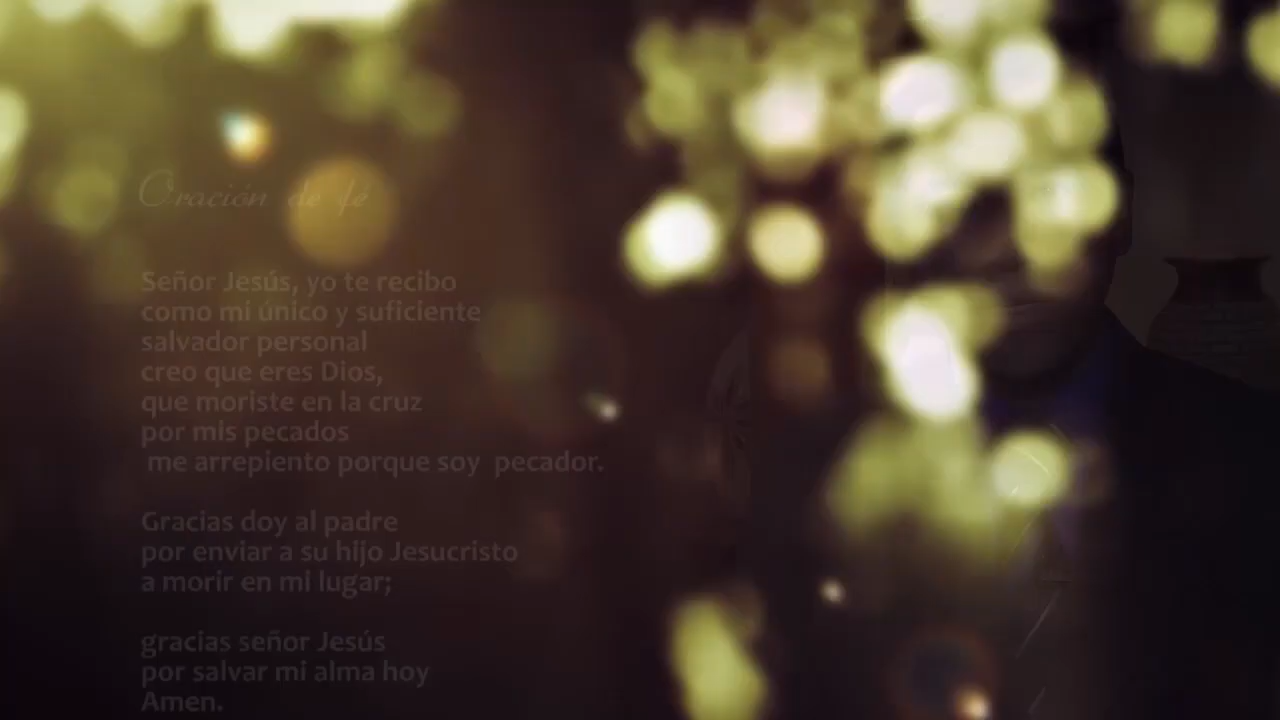 Oración de fé
Señor Jesús, yo te recibo
como mi único y suficiente
salvador personal
creo que eres Dios,
que moriste en la cruz
por mis pecados
me arrepiento porque soy pecador.
Gracias doy al padre
por enviar a su hijo Jesucristo
a morir en mi lugar;
gracias señor Jesús
por salvar mi alma hoy
Amen.